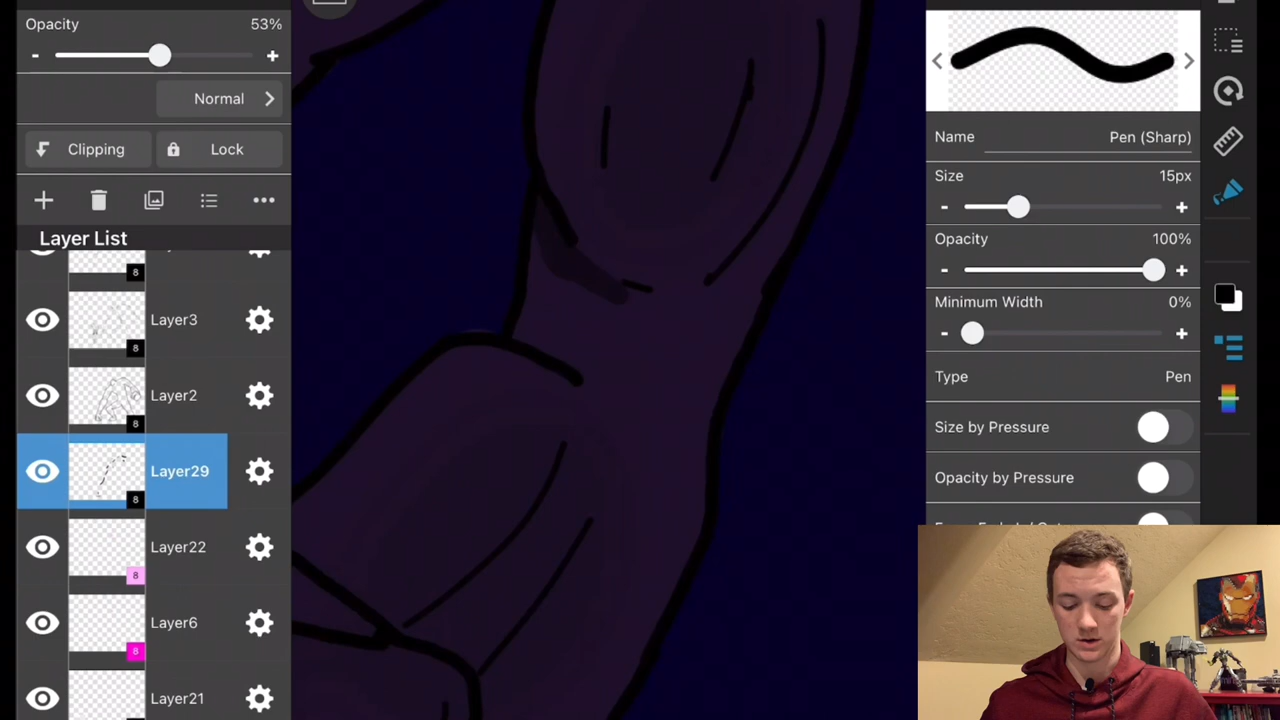 Opacity 53%
- +
Normal
Clipping Lock
Layer List
8
Layer3
8
Layer2
8
Layer29
8
Layer22
8
Layer6
8
Layer21
Name Pen (Sharp)
Size 15px
- +
Opacity 100%
- +
Minimum Width 0%
- +
Type Pen
Size by Pressure
Opacity by Pressure